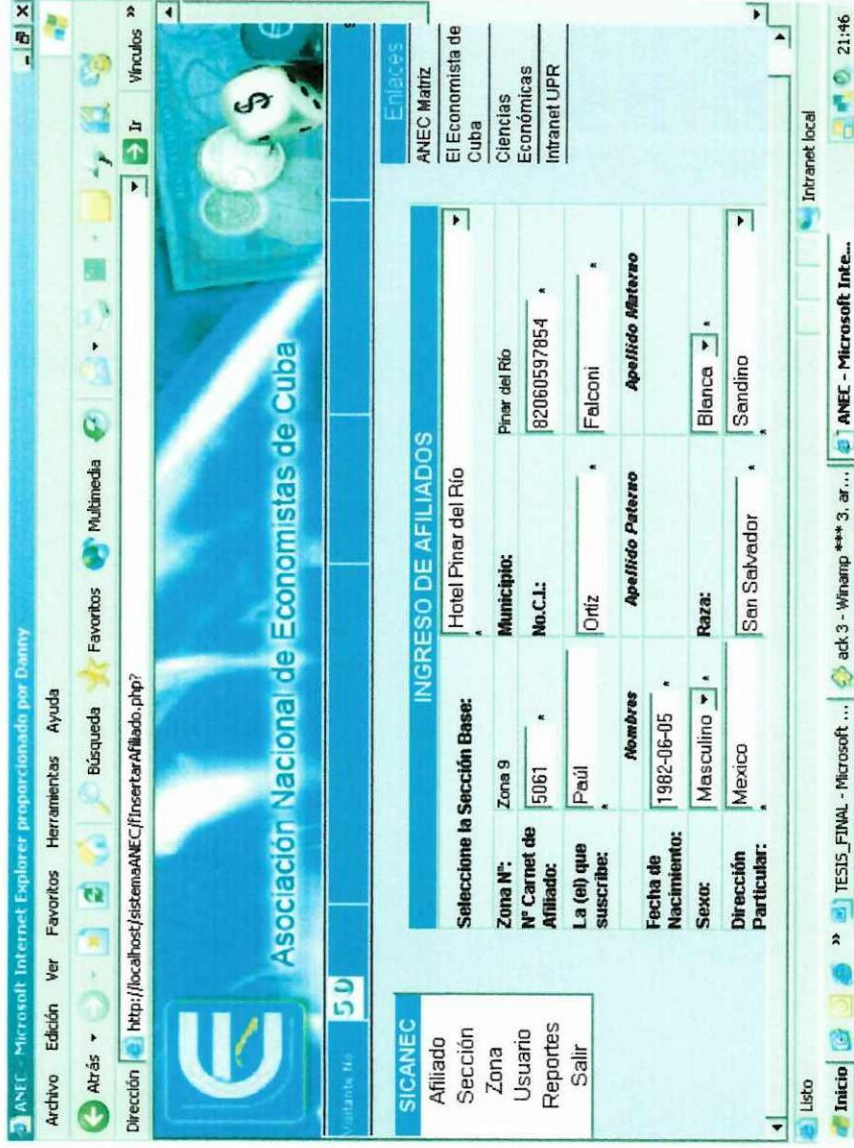 ANEC - Microsoft Internet Explorer proporcionado por Danny
Archivo Edición Ver Favoritos Herramientas Ayuda
Atrás Búsqueda Favoritos Multimedia
Dirección http://localhost/sistemaANEC/fInsertarAfiliado.php? Ir Vínculos »
Asociación Nacional de Economistas de Cuba
$
Visitante No 50
SICANEC
Afiliado
Sección
Zona
Usuario
Reportes
Salir
INGRESO DE AFILIADOS
Seleccione la Sección Base: Hotel Pinar del Río *
Zona Nº: Zona 9 Municipio: Pinar del Río
Nº Carnet de Afiliado: 5061 * No.C.I.: 82060597854 *
La (el) que suscribe: Paúl * Ortíz * Falconi *
Nombres Apellido Paterno Apellido Materno
Fecha de Nacimiento: 1982-06-05 *
Sexo: Masculino * Raza: Blanca *
Dirección Particular: Mexico * San Salvador * Sandino *
Enlaces
ANEC Matriz
El Economista de Cuba
Ciencias Económicas
Intranet UPR
Listo Intranet local
Inicio » TESIS_FINAL - Microsoft ... ack 3 - Winamp *** 3. ar... ANEC - Microsoft Inte... 21:46